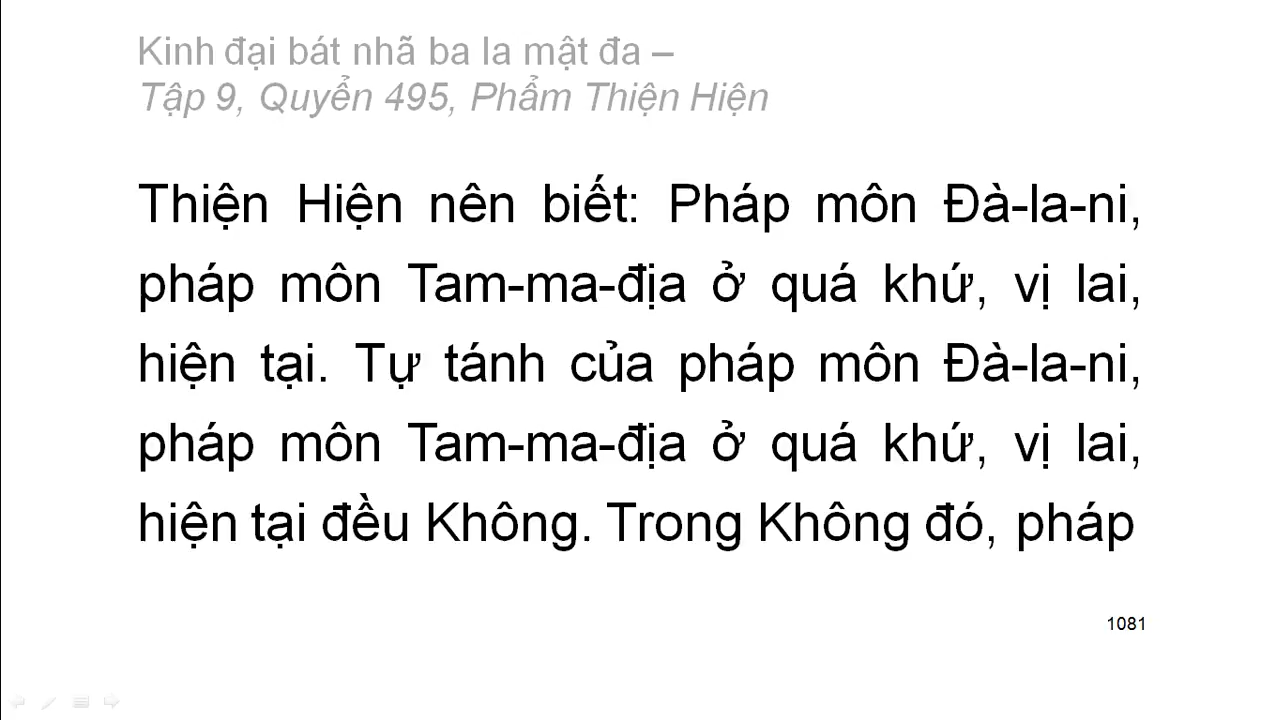 Kinh đại bát nhã ba la mật đa –
Tập 9, Quyển 495, Phẩm Thiện Hiện
Thiện Hiện nên biết: Pháp môn Đà-la-ni,
pháp môn Tam-ma-địa ở quá khứ, vị lai,
hiện tại. Tự tánh của pháp môn Đà-la-ni,
pháp môn Tam-ma-địa ở quá khứ, vị lai,
hiện tại đều Không. Trong Không đó, pháp
1081